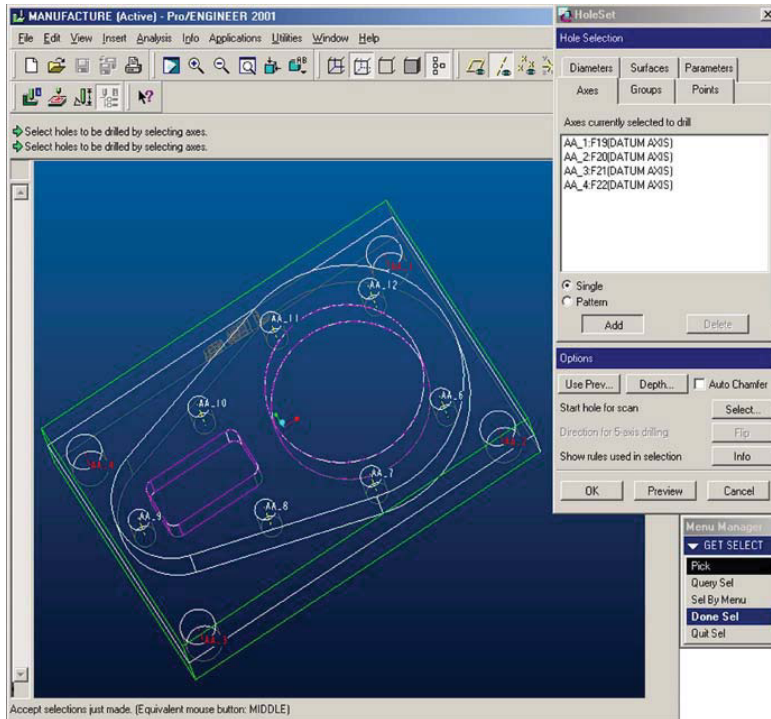 MANUFACTURE (Active) - Pro/ENGINEER 2001
File Edit View Insert Analysis Info Applications Utilities Window Help
Select holes to be drilled by selecting axes.
Select holes to be drilled by selecting axes.
AA_1
AA_12
AA_11
AA_10
AA_6
AA_4
AA_2
AA_7
AA_8
AA_9
AA_3
Accept selections just made. (Equivalent mouse button: MIDDLE)
HoleSet
Hole Selection
Diameters Surfaces Parameters
Axes Groups Points
Axes currently selected to drill
AA_1:F19(DATUM AXIS)
AA_2:F20(DATUM AXIS)
AA_3:F21(DATUM AXIS)
AA_4:F22(DATUM AXIS)
Single
Pattern
Add Delete
Options
Use Prev... Depth... Auto Chamfer
Start hole for scan Select...
Direction for 5-axis drilling Flip
Show rules used in selection Info
OK Preview Cancel
Menu Manager
GET SELECT
Pick
Query Sel
Sel By Menu
Done Sel
Quit Sel